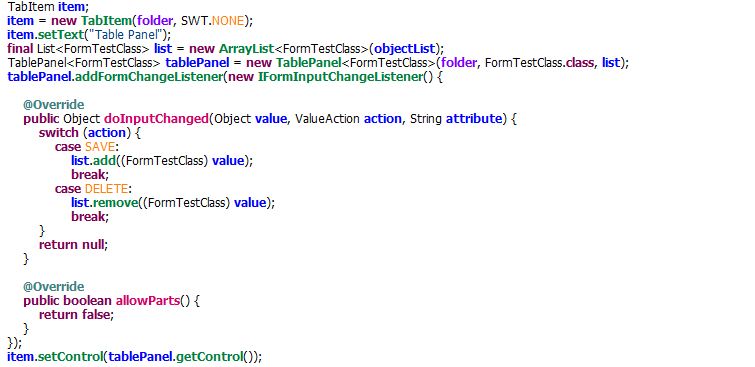 TabItem item;
item = new TabItem(folder, SWT.NONE);
item.setText("Table Panel");
final List<FormTestClass> list = new ArrayList<FormTestClass>(objectList);
TablePanel<FormTestClass> tablePanel = new TablePanel<FormTestClass>(folder, FormTestClass.class, list);
tablePanel.addFormChangeListener(new IFormInputChangeListener() {
@Override
public Object doInputChanged(Object value, ValueAction action, String attribute) {
switch (action) {
case SAVE:
list.add((FormTestClass) value);
break;
case DELETE:
list.remove((FormTestClass) value);
break;
}
return null;
}
@Override
public boolean allowParts() {
return false;
}
});
item.setControl(tablePanel.getControl());